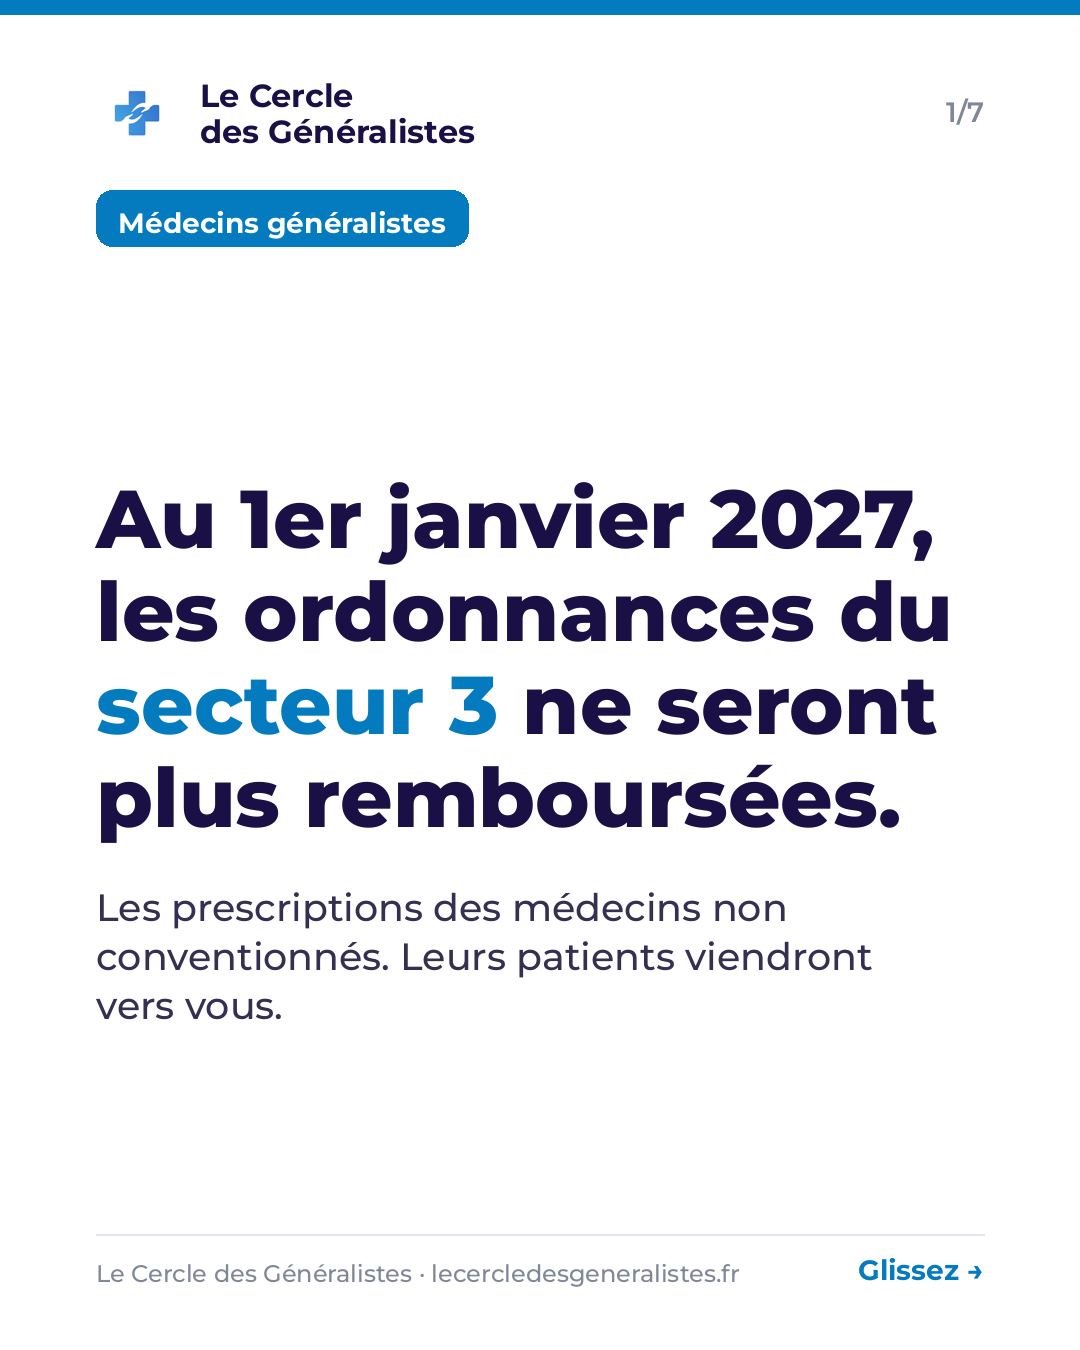 Le Cercle
des Généralistes
1/7
Médecins généralistes
Au 1er janvier 2027,
les ordonnances du
secteur 3 ne seront
plus remboursées.
Les prescriptions des médecins non
conventionnés. Leurs patients viendront
vers vous.
Le Cercle des Généralistes · lecercledesgeneralistes.fr
Glissez →